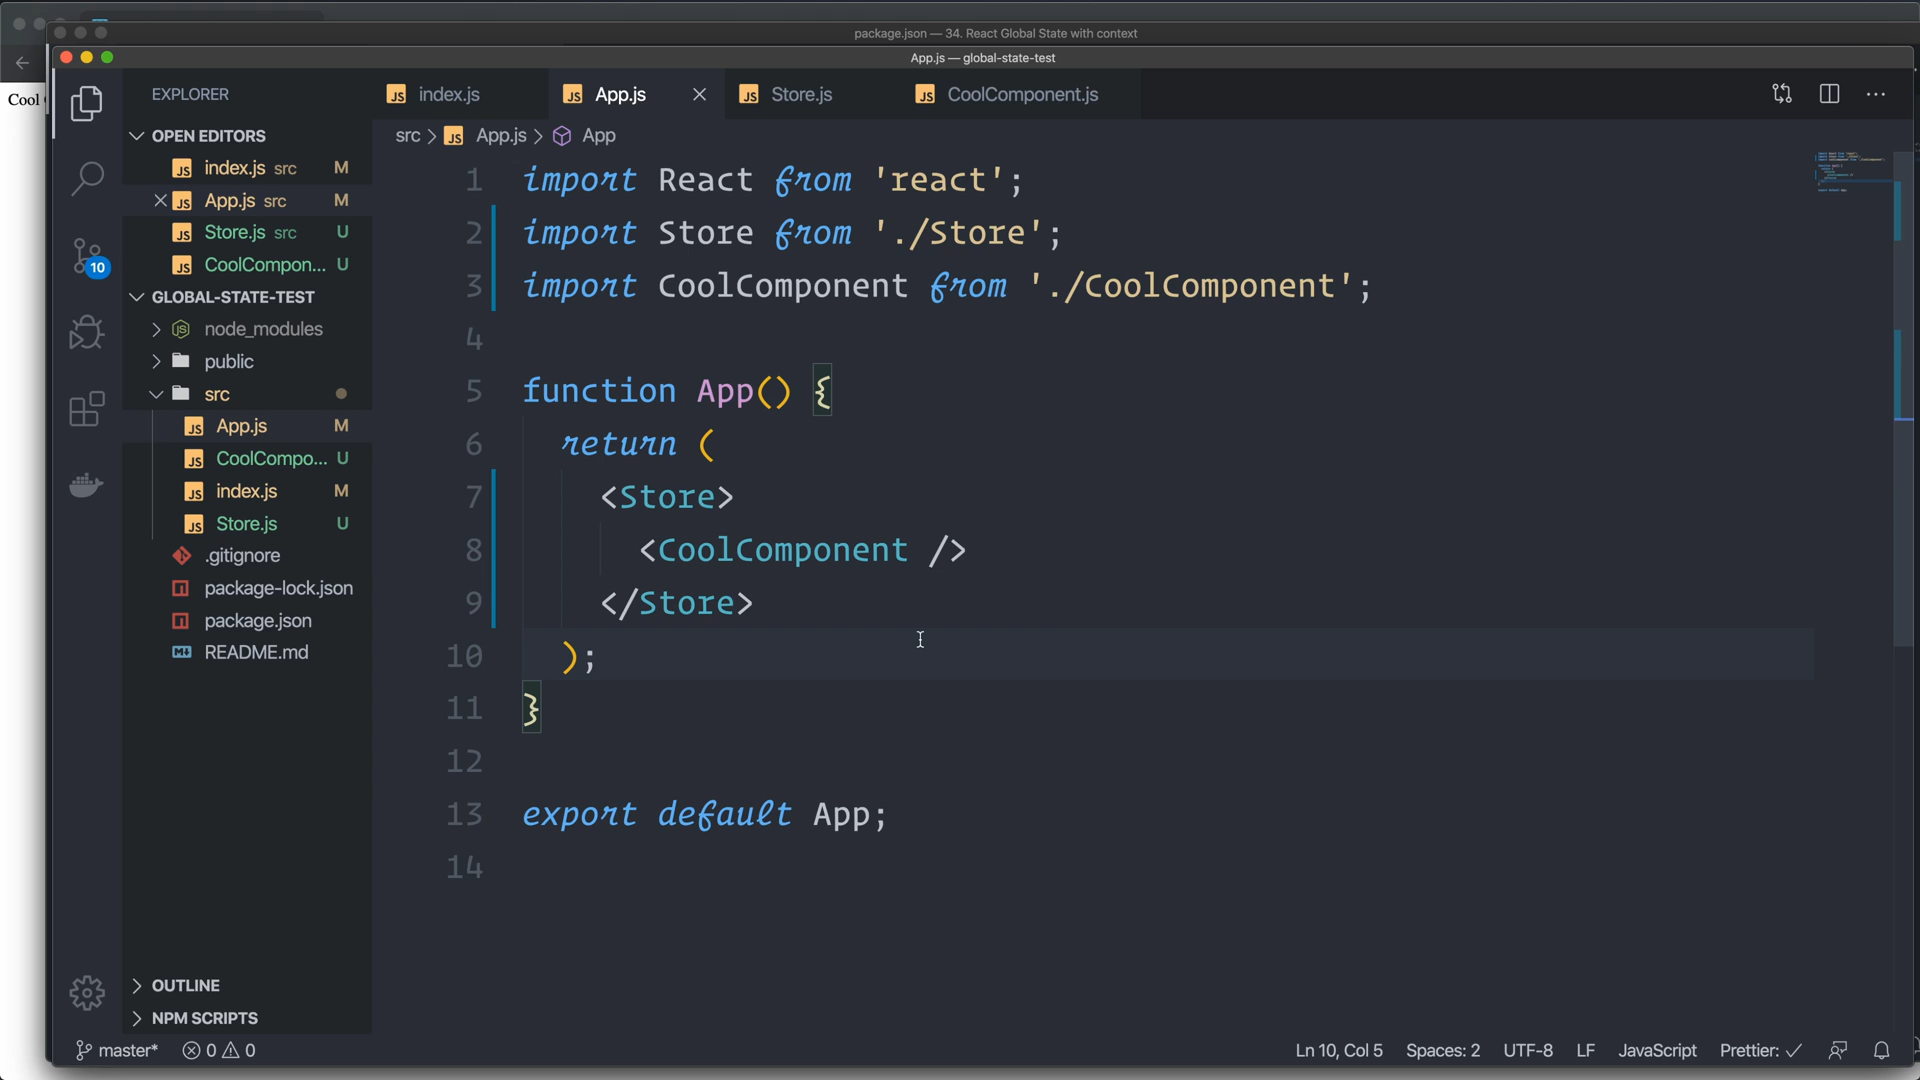 package.json — 34. React Global State with context
App.js — global-state-test
Cool
EXPLORER
OPEN EDITORS
index.js src M
App.js src M
Store.js src U
CoolCompon... U
GLOBAL-STATE-TEST
node_modules
public
src
App.js M
CoolCompo... U
index.js M
Store.js U
.gitignore
package-lock.json
package.json
README.md
OUTLINE
NPM SCRIPTS
10
index.js App.js Store.js CoolComponent.js
src > App.js > App
1 import React from 'react';
2 import Store from './Store';
3 import CoolComponent from './CoolComponent';
4
5 function App() {
6 return (
7 <Store>
8 <CoolComponent />
9 </Store>
10 );
11 }
12
13 export default App;
14
master* 0 0 Ln 10, Col 5 Spaces: 2 UTF-8 LF JavaScript Prettier: ✓